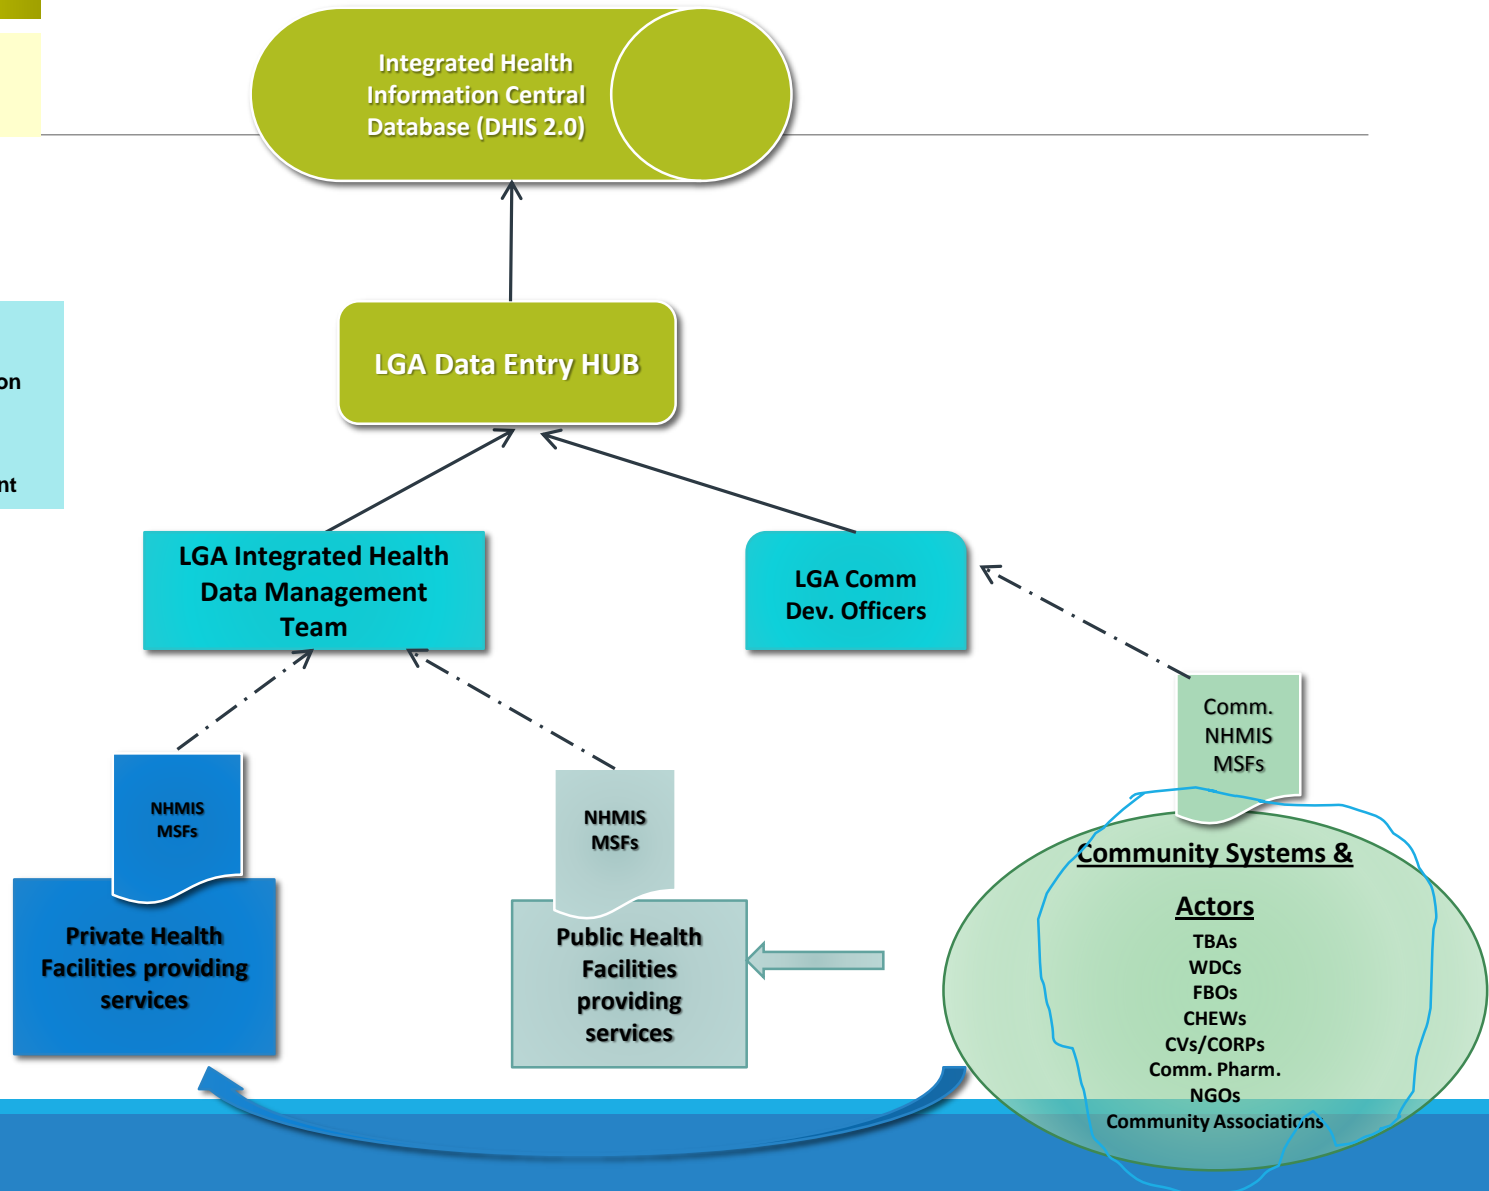 Integrated Health
Information Central
Database (DHIS 2.0)
LGA Data Entry HUB
on
nt
LGA Integrated Health
Data Management
Team
LGA Comm
Dev. Officers
Comm.
NHMIS
MSFs
NHMIS
MSFs
NHMIS
MSFs
Private Health
Facilities providing
services
Public Health
Facilities
providing
services
Community Systems &
Actors
TBAs
WDCs
FBOs
CHEWs
CVs/CORPs
Comm. Pharm.
NGOs
Community Associations